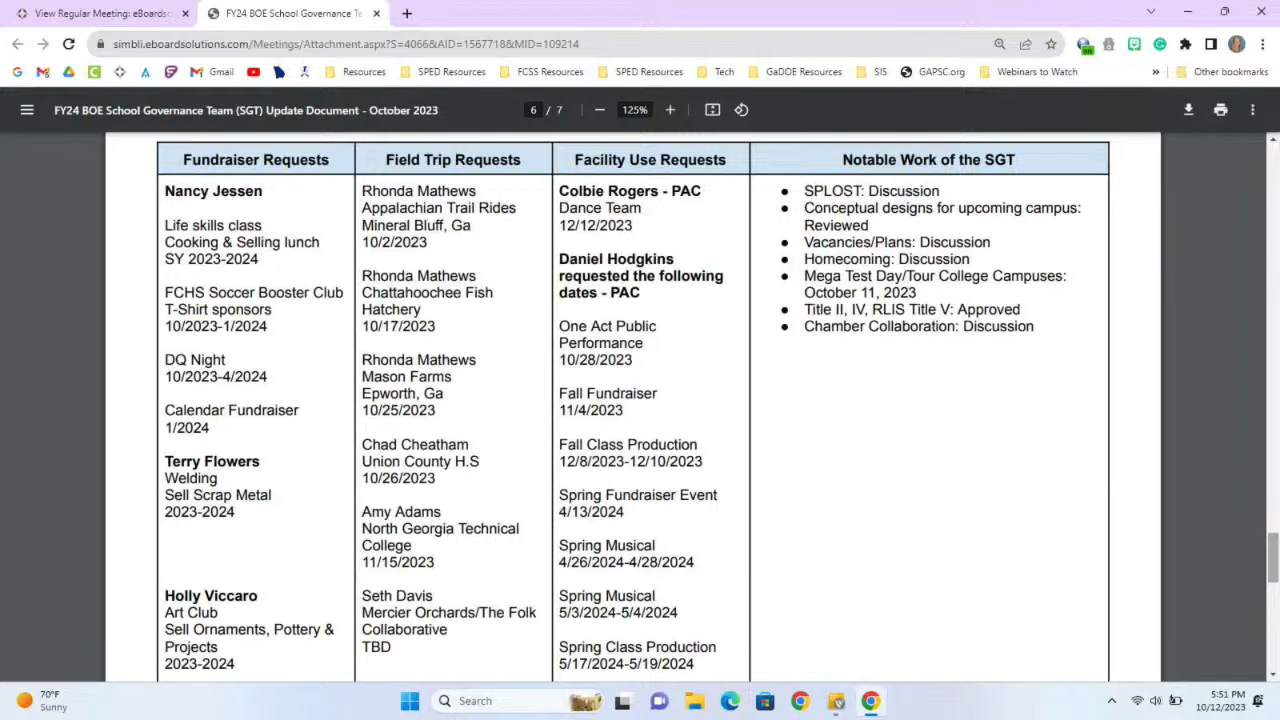 View Regular Meeting: eBoards
FY24 BOE School Governance Te
simbli.eboardsolutions.com/Meetings/Attachment.aspx?S=4066&AID=1567718&MID=109214
Gmail
Resources
SPED Resources
FCSS Resources
SPED Resources
Tech
GaDOE Resources
SIS
GAPSC.org
Webinars to Watch
»
Other bookmarks
FY24 BOE School Governance Team (SGT) Update Document - October 2023
6 / 7
125%
Fundraiser Requests
Field Trip Requests
Facility Use Requests
Notable Work of the SGT
Nancy Jessen
Life skills class
Cooking & Selling lunch
SY 2023-2024
FCHS Soccer Booster Club
T-Shirt sponsors
10/2023-1/2024
DQ Night
10/2023-4/2024
Calendar Fundraiser
1/2024
Terry Flowers
Welding
Sell Scrap Metal
2023-2024
Holly Viccaro
Art Club
Sell Ornaments, Pottery &
Projects
2023-2024
Rhonda Mathews
Appalachian Trail Rides
Mineral Bluff, Ga
10/2/2023
Rhonda Mathews
Chattahoochee Fish
Hatchery
10/17/2023
Rhonda Mathews
Mason Farms
Epworth, Ga
10/25/2023
Chad Cheatham
Union County H.S
10/26/2023
Amy Adams
North Georgia Technical
College
11/15/2023
Seth Davis
Mercier Orchards/The Folk
Collaborative
TBD
Colbie Rogers - PAC
Dance Team
12/12/2023
Daniel Hodgkins
requested the following
dates - PAC
One Act Public
Performance
10/28/2023
Fall Fundraiser
11/4/2023
Fall Class Production
12/8/2023-12/10/2023
Spring Fundraiser Event
4/13/2024
Spring Musical
4/26/2024-4/28/2024
Spring Musical
5/3/2024-5/4/2024
Spring Class Production
5/17/2024-5/19/2024
● SPLOST: Discussion
● Conceptual designs for upcoming campus:
Reviewed
● Vacancies/Plans: Discussion
● Homecoming: Discussion
● Mega Test Day/Tour College Campuses:
October 11, 2023
● Title II, IV, RLIS Title V: Approved
● Chamber Collaboration: Discussion
70°F
Sunny
Search
5:51 PM
10/12/2023